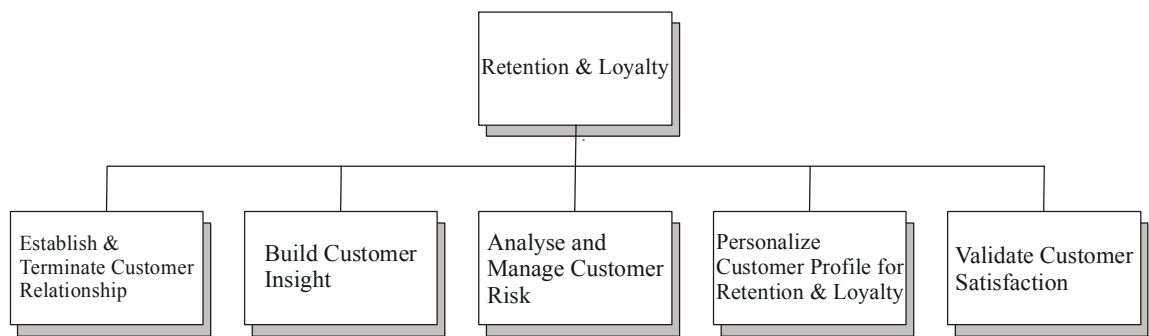 Retention & Loyalty
Establish &
Terminate Customer
Relationship
Build Customer
Insight
Analyse and
Manage Customer
Risk
Personalize
Customer Profile for
Retention & Loyalty
Validate Customer
Satisfaction